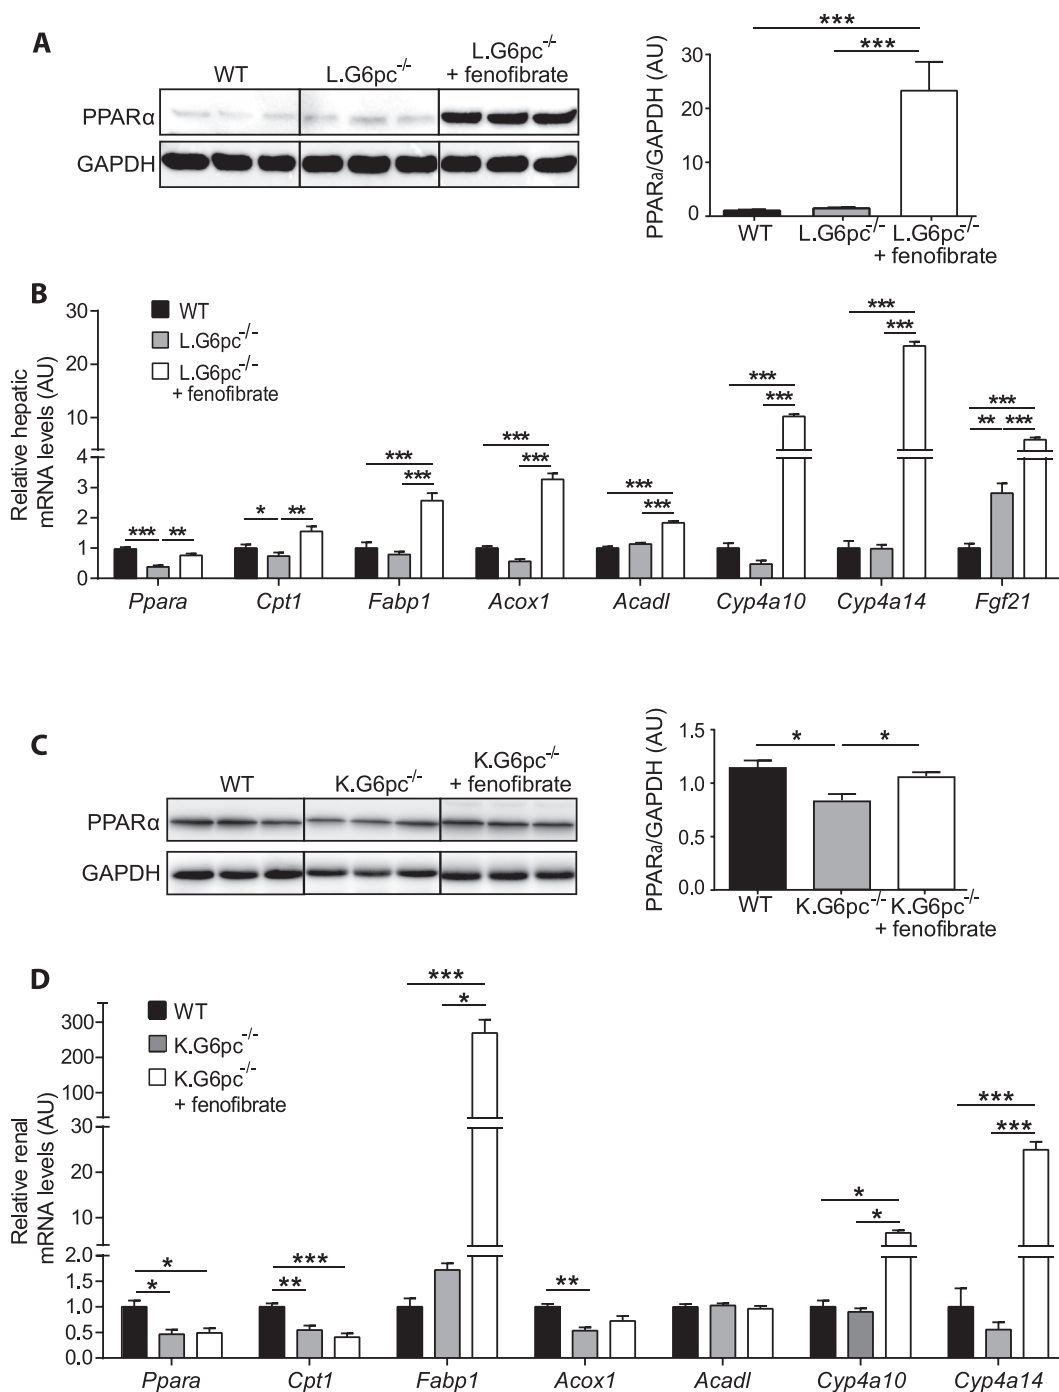 A
WT
L.G6pc-/-
L.G6pc-/-
+ fenofibrate
PPARα
GAPDH
PPARa/GAPDH (AU)
30
20
10
0
***
***
WT
L.G6pc-/-
L.G6pc-/-
+ fenofibrate
B
Relative hepatic
mRNA levels (AU)
30
20
10
4
3
2
1
0
WT
L.G6pc-/-
L.G6pc-/-
+ fenofibrate
*** **
* **
*** ***
*** ***
*** ***
*** ***
*** ***
***
** ***
Ppara Cpt1 Fabp1 Acox1 Acadl Cyp4a10 Cyp4a14 Fgf21
C
WT
K.G6pc-/-
K.G6pc-/-
+ fenofibrate
PPARα
GAPDH
PPARa/GAPDH (AU)
1.5
1.0
0.5
0.0
* *
WT
K.G6pc-/-
K.G6pc-/-
+ fenofibrate
D
Relative renal
mRNA levels (AU)
300
200
100
30
20
10
2.0
1.5
1.0
0.5
0.0
WT
K.G6pc-/-
K.G6pc-/-
+ fenofibrate
*
*
***
**
***
*
**
*
*
***
***
Ppara Cpt1 Fabp1 Acox1 Acadl Cyp4a10 Cyp4a14